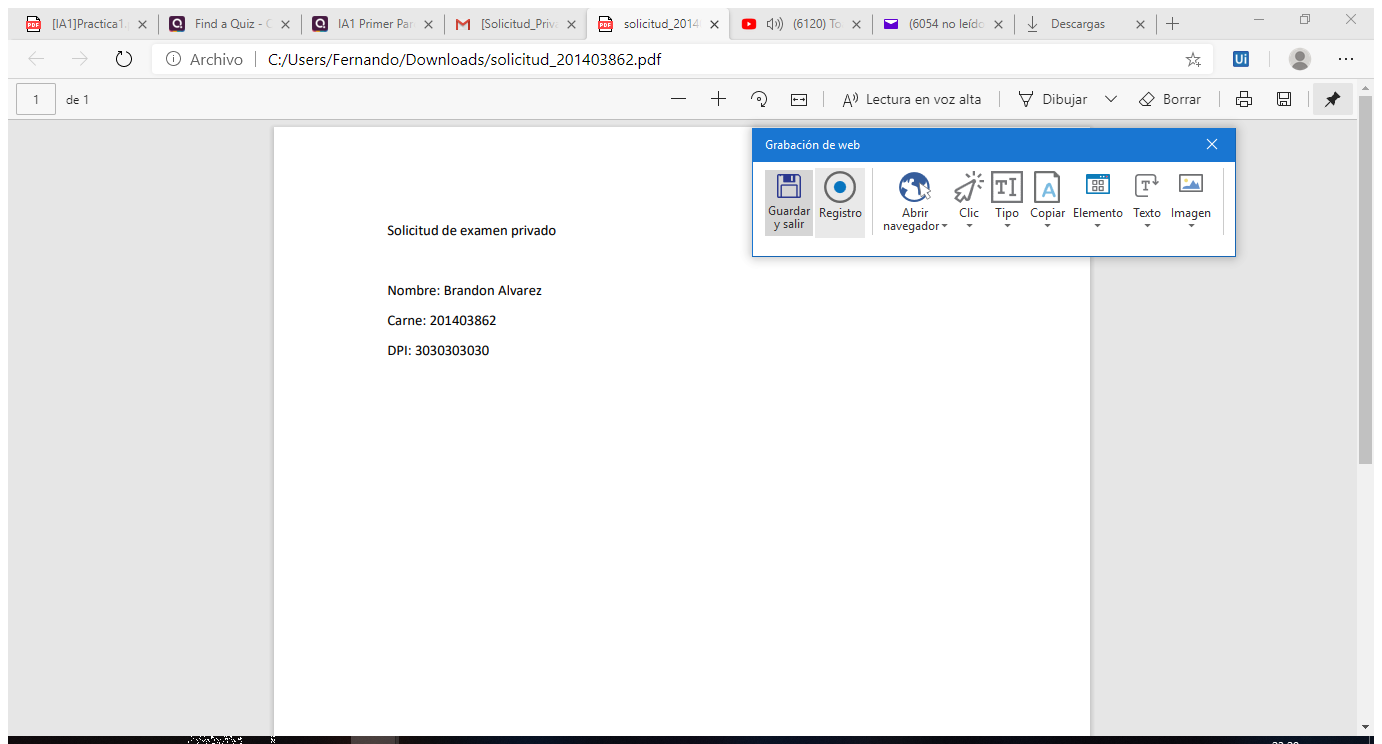 [IA1]Practica1.
Find a Quiz -
IA1 Primer Par
[Solicitud_Priv
solicitud_2014
(6120) To
(6054 no leído
Descargas
Archivo
C:/Users/Fernando/Downloads/solicitud_201403862.pdf
Ui
1 de 1
Lectura en voz alta
Dibujar
Borrar
Grabación de web
Guardar y salir
Registro
Abrir navegador
Clic
Tipo
Copiar
Elemento
Texto
Imagen
Solicitud de examen privado
Nombre: Brandon Alvarez
Carne: 201403862
DPI: 3030303030